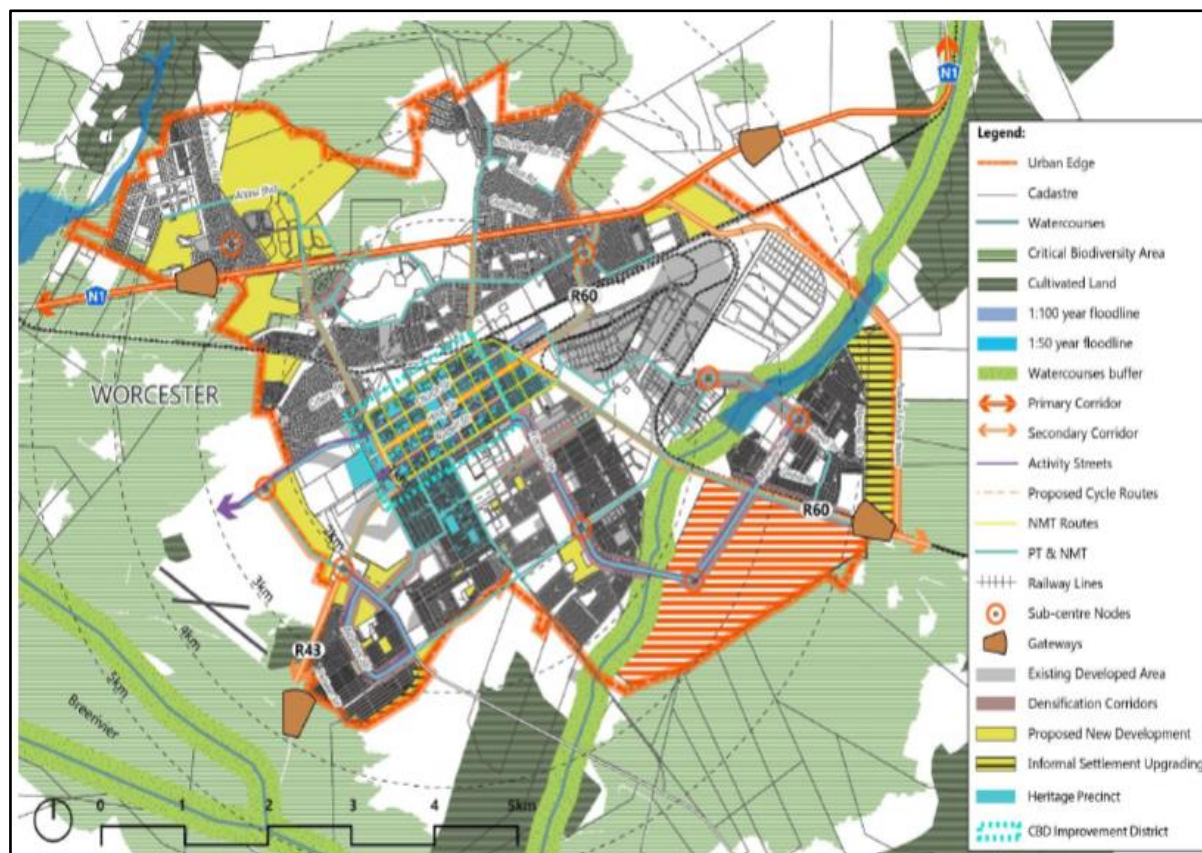 N1
Legend:
Urban Edge
Cadastre
Watercourses
Critical Biodiversity Area
Cultivated Land
1:100 year floodline
1:50 year floodline
Watercourses buffer
Primary Corridor
Secondary Corridor
Activity Streets
Proposed Cycle Routes
NMT Routes
PT & NMT
Railway Lines
Sub-centre Nodes
Gateways
Existing Developed Area
Densification Corridors
Proposed New Development
Informal Settlement Upgrading
Heritage Precinct
CBD Improvement District
N1
R60
WORCESTER
R60
2km
3km
4km
5km
R43
Breerivier
0 1 2 3 4 5km